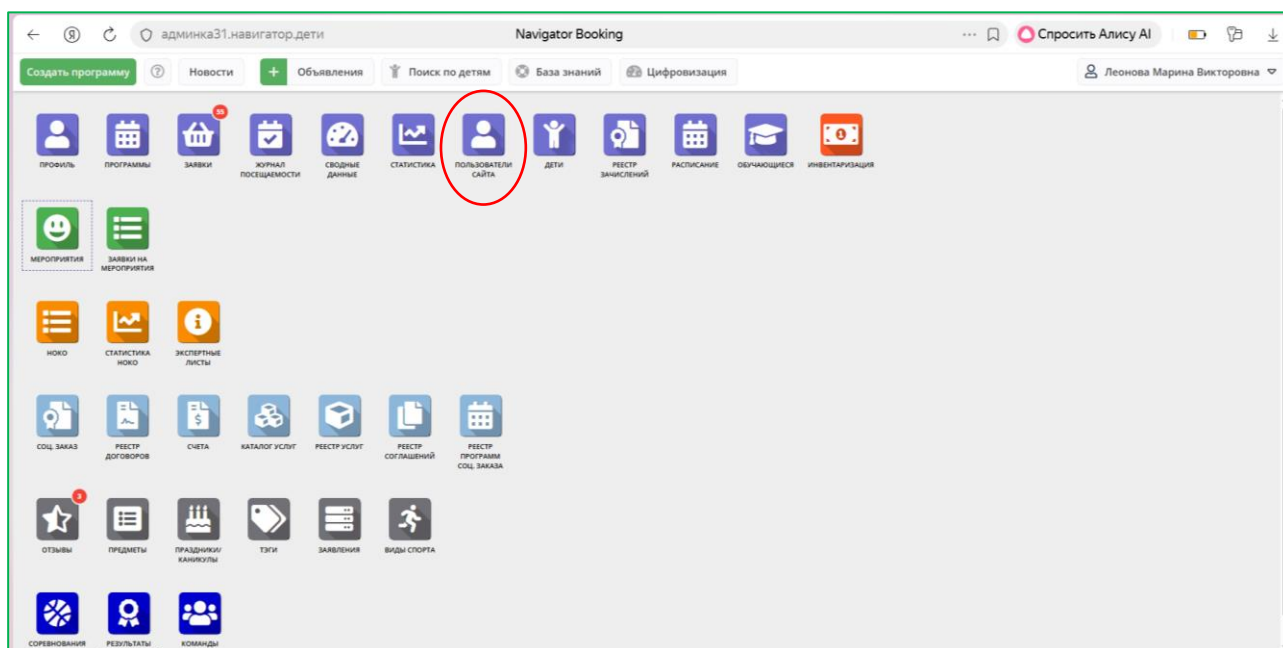 админка31.навигатор.дети Navigator Booking ... Спросить Алису AI
Создать программу ? Новости + Объявления Поиск по детям База знаний Цифровизация Леонова Марина Викторовна
35
ПРОФИЛЬ ПРОГРАММЫ ЗАЯВКИ ЖУРНАЛ СВОДНЫЕ СТАТИСТИКА ПОЛЬЗОВАТЕЛИ ДЕТИ РЕЕСТР РАСПИСАНИЕ ОБУЧАЮЩИЕСЯ ИНВЕНТАРИЗАЦИЯ
ПОСЕЩАЕМОСТИ ДАННЫЕ САЙТА ЗАЧИСЛЕНИЙ
МЕРОПРИЯТИЯ ЗАЯВКИ НА
МЕРОПРИЯТИЯ
НОКО СТАТИСТИКА ЭКСПЕРТНЫЕ
НОКО ЛИСТЫ
СОЦ. ЗАКАЗ РЕЕСТР СЧЕТА КАТАЛОГ УСЛУГ РЕЕСТР УСЛУГ РЕЕСТР РЕЕСТР
ДОГОВОРОВ СОГЛАШЕНИЙ ПРОГРАММ
СОЦ. ЗАКАЗА
3
ОТЗЫВЫ ПРЕДМЕТЫ ПРАЗДНИКИ/ ТЭГИ ЗАЯВЛЕНИЯ ВИДЫ СПОРТА
КАНИКУЛЫ
СОРЕВНОВАНИЯ РЕЗУЛЬТАТЫ КОМАНДЫ